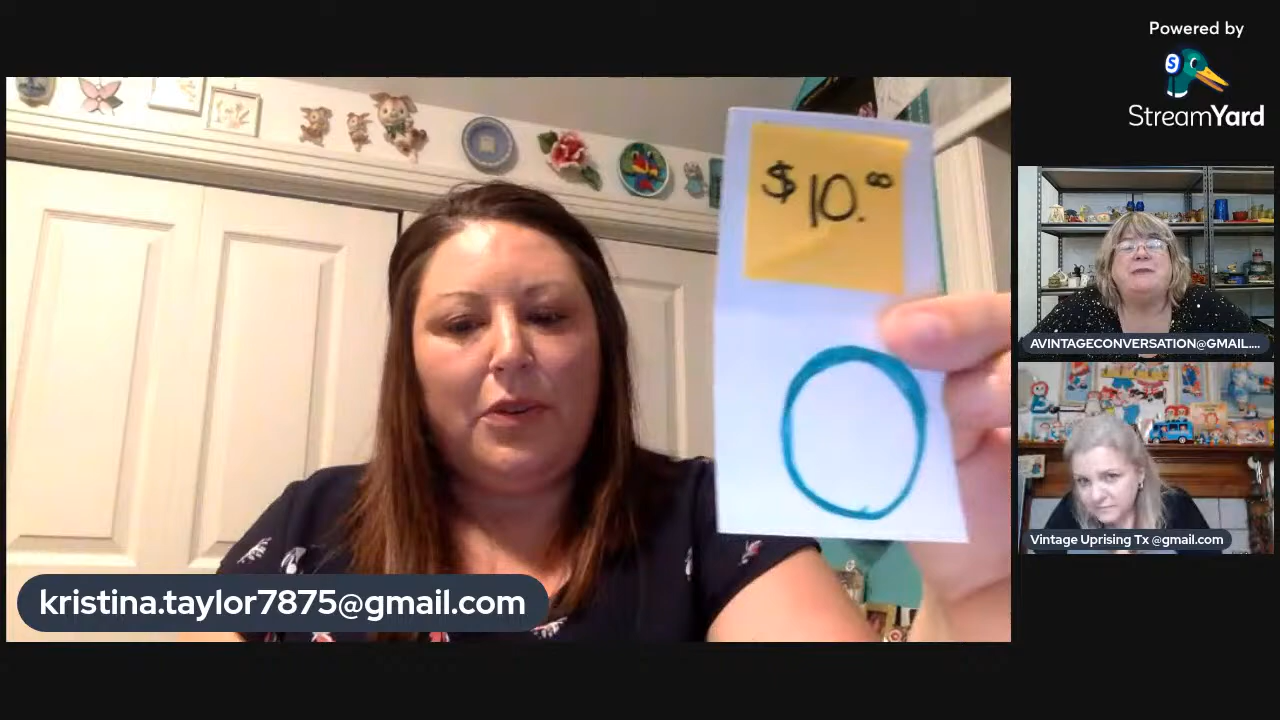 Powered by
StreamYard
$10.00
O
kristina.taylor7875@gmail.com
AVINTAGECONVERSATION@GMAIL....
Vintage Uprising Tx @gmail.com